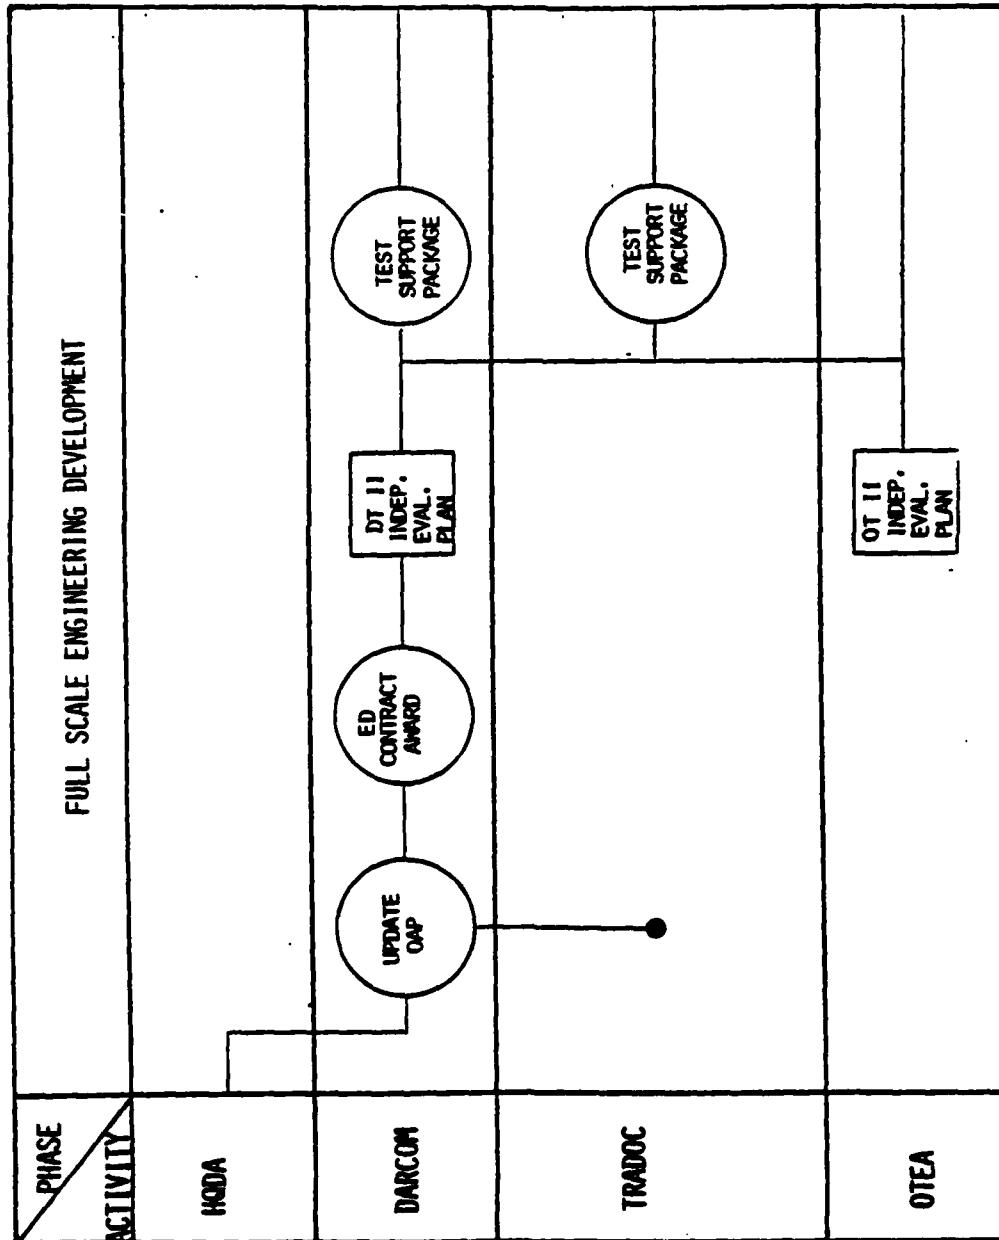 PHASE
ACTIVITY
FULL SCALE ENGINEERING DEVELOPMENT
HQDA
DARCOM
UPDATE
OAP
ED
CONTRACT
AWARD
DT II
INDEP.
EVAL.
PLAN
TEST
SUPPORT
PACKAGE
TRADOC
TEST
SUPPORT
PACKAGE
OTEA
OT II
INDEP.
EVAL.
PLAN